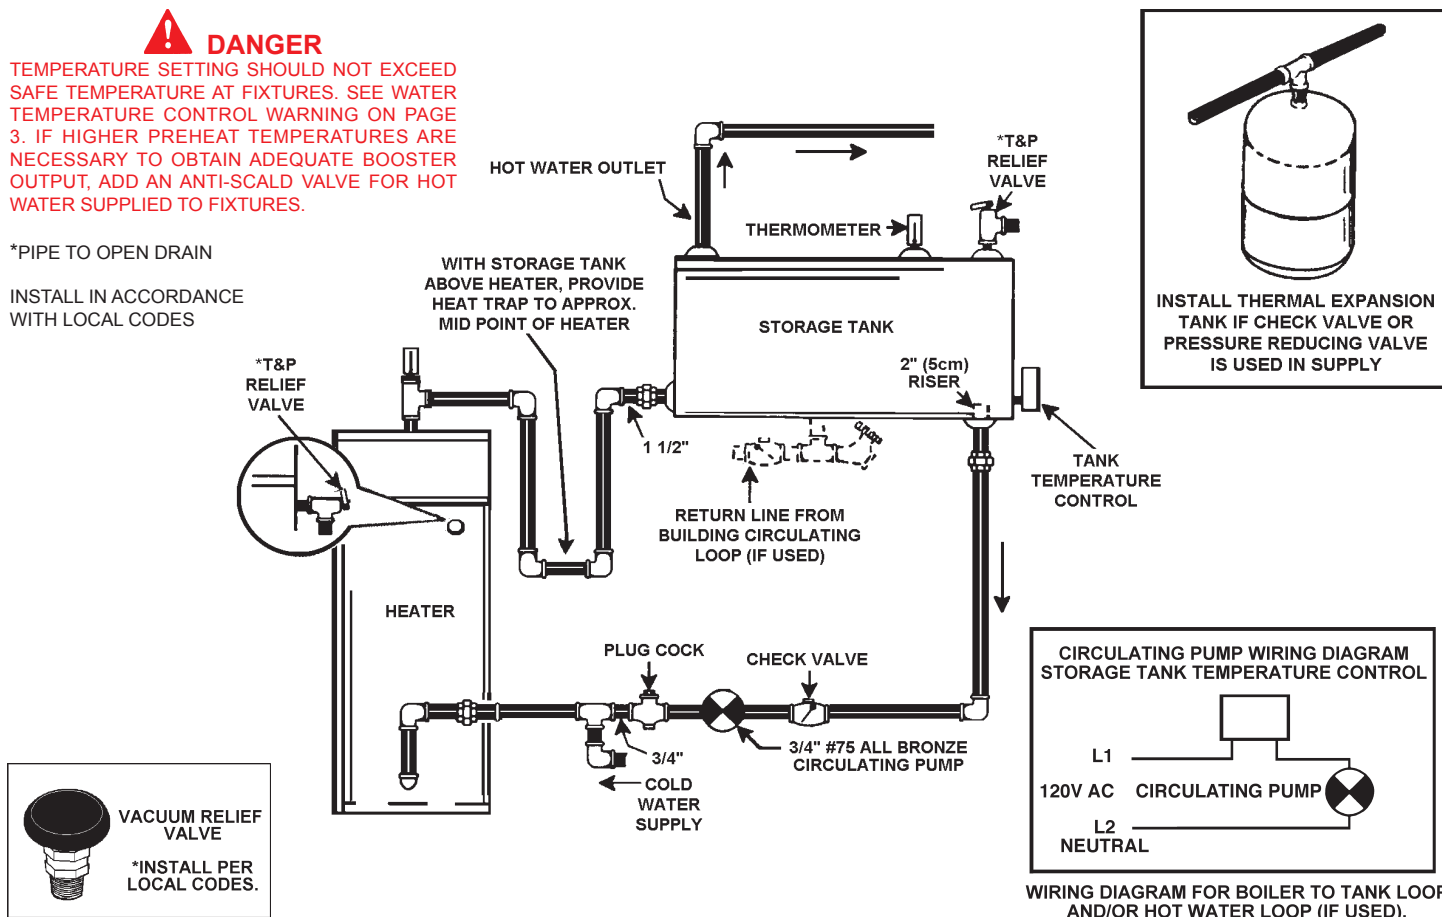 DANGER
TEMPERATURE SETTING SHOULD NOT EXCEED
SAFE TEMPERATURE AT FIXTURES. SEE WATER
TEMPERATURE CONTROL WARNING ON PAGE
3. IF HIGHER PREHEAT TEMPERATURES ARE
NECESSARY TO OBTAIN ADEQUATE BOOSTER
OUTPUT, ADD AN ANTI-SCALD VALVE FOR HOT
WATER SUPPLIED TO FIXTURES.
*PIPE TO OPEN DRAIN
INSTALL IN ACCORDANCE
WITH LOCAL CODES
HOT WATER OUTLET
*T&P
RELIEF
VALVE
THERMOMETER
WITH STORAGE TANK
ABOVE HEATER, PROVIDE
HEAT TRAP TO APPROX.
MID POINT OF HEATER
STORAGE TANK
INSTALL THERMAL EXPANSION
TANK IF CHECK VALVE OR
PRESSURE REDUCING VALVE
IS USED IN SUPPLY
*T&P
RELIEF
VALVE
2" (5cm)
RISER
1 1/2"
TANK
TEMPERATURE
CONTROL
RETURN LINE FROM
BUILDING CIRCULATING
LOOP (IF USED)
HEATER
PLUG COCK
CHECK VALVE
3/4"
3/4" #75 ALL BRONZE
CIRCULATING PUMP
COLD
WATER
SUPPLY
CIRCULATING PUMP WIRING DIAGRAM
STORAGE TANK TEMPERATURE CONTROL
L1
120V AC
CIRCULATING PUMP
L2
NEUTRAL
WIRING DIAGRAM FOR BOILER TO TANK LOOP
AND/OR HOT WATER LOOP (IF USED).
VACUUM RELIEF
VALVE
*INSTALL PER
LOCAL CODES.